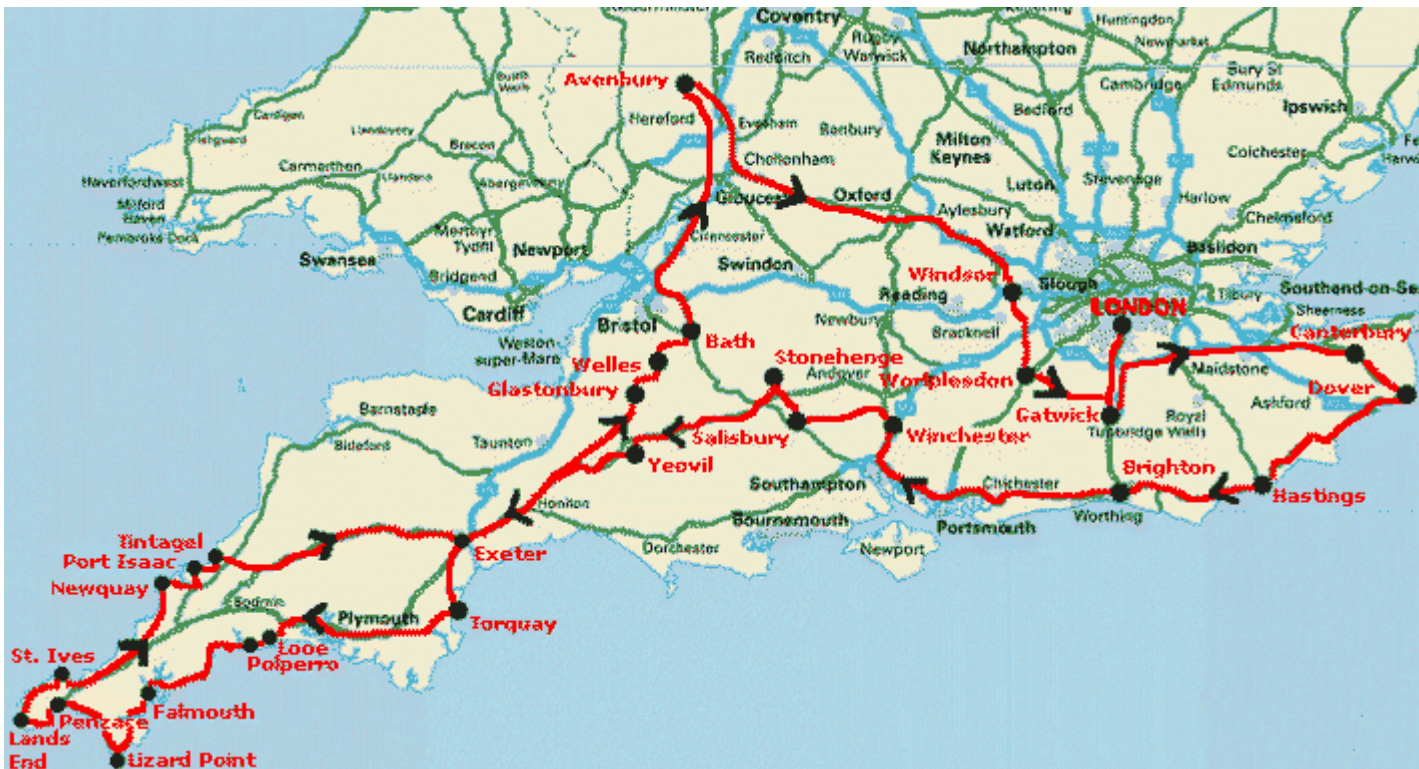 Coventry
Huntingdon
Rugby
Newmarket
Redditch
Warwick
Northampton
Bury St
Edmunds
Avenbury
Cambridge
Bedford
Ipswich
Cardigan
Hereford
Evesham
Banbury
Fishguard
Llandovery
Brecon
Milton
Keynes
Colchester
Carmarthen
Cheltenham
Stevenage
Haverfordwest
Llandeilo
Abergavenny
Luton
Harlow
Milford
Haven
Oxford
Aylesbury
Chelmsford
Pembroke Dock
Merthyr
Tydfil
Cirencester
Watford
Basildon
Swansea
Newport
Bridgend
Swindon
Windsor
Slough
Tilbury
Southend-on-Se
Reading
LONDON
Sheerness
Cardiff
Bristol
Newbury
Bracknell
Canterbury
Weston
super-Mare
Bath
Stonehenge
Welles
Andover
Worplesdon
Maidstone
Dover
Glastonbury
Ashford
Barnstaple
Gatwick
Royal
Tunbridge Wells
Bideford
Taunton
Salisbury
Winchester
Yeovil
Brighton
Southampton
Chichester
Hastings
Honiton
Bournemouth
Portsmouth
Worthing
Tintagel
Exeter
Dorchester
Newport
Port Isaac
Newquay
Bodmin
Plymouth
Torquay
Looe
St. Ives
Polperro
Falmouth
Penzace
Lands
End
Lizard Point